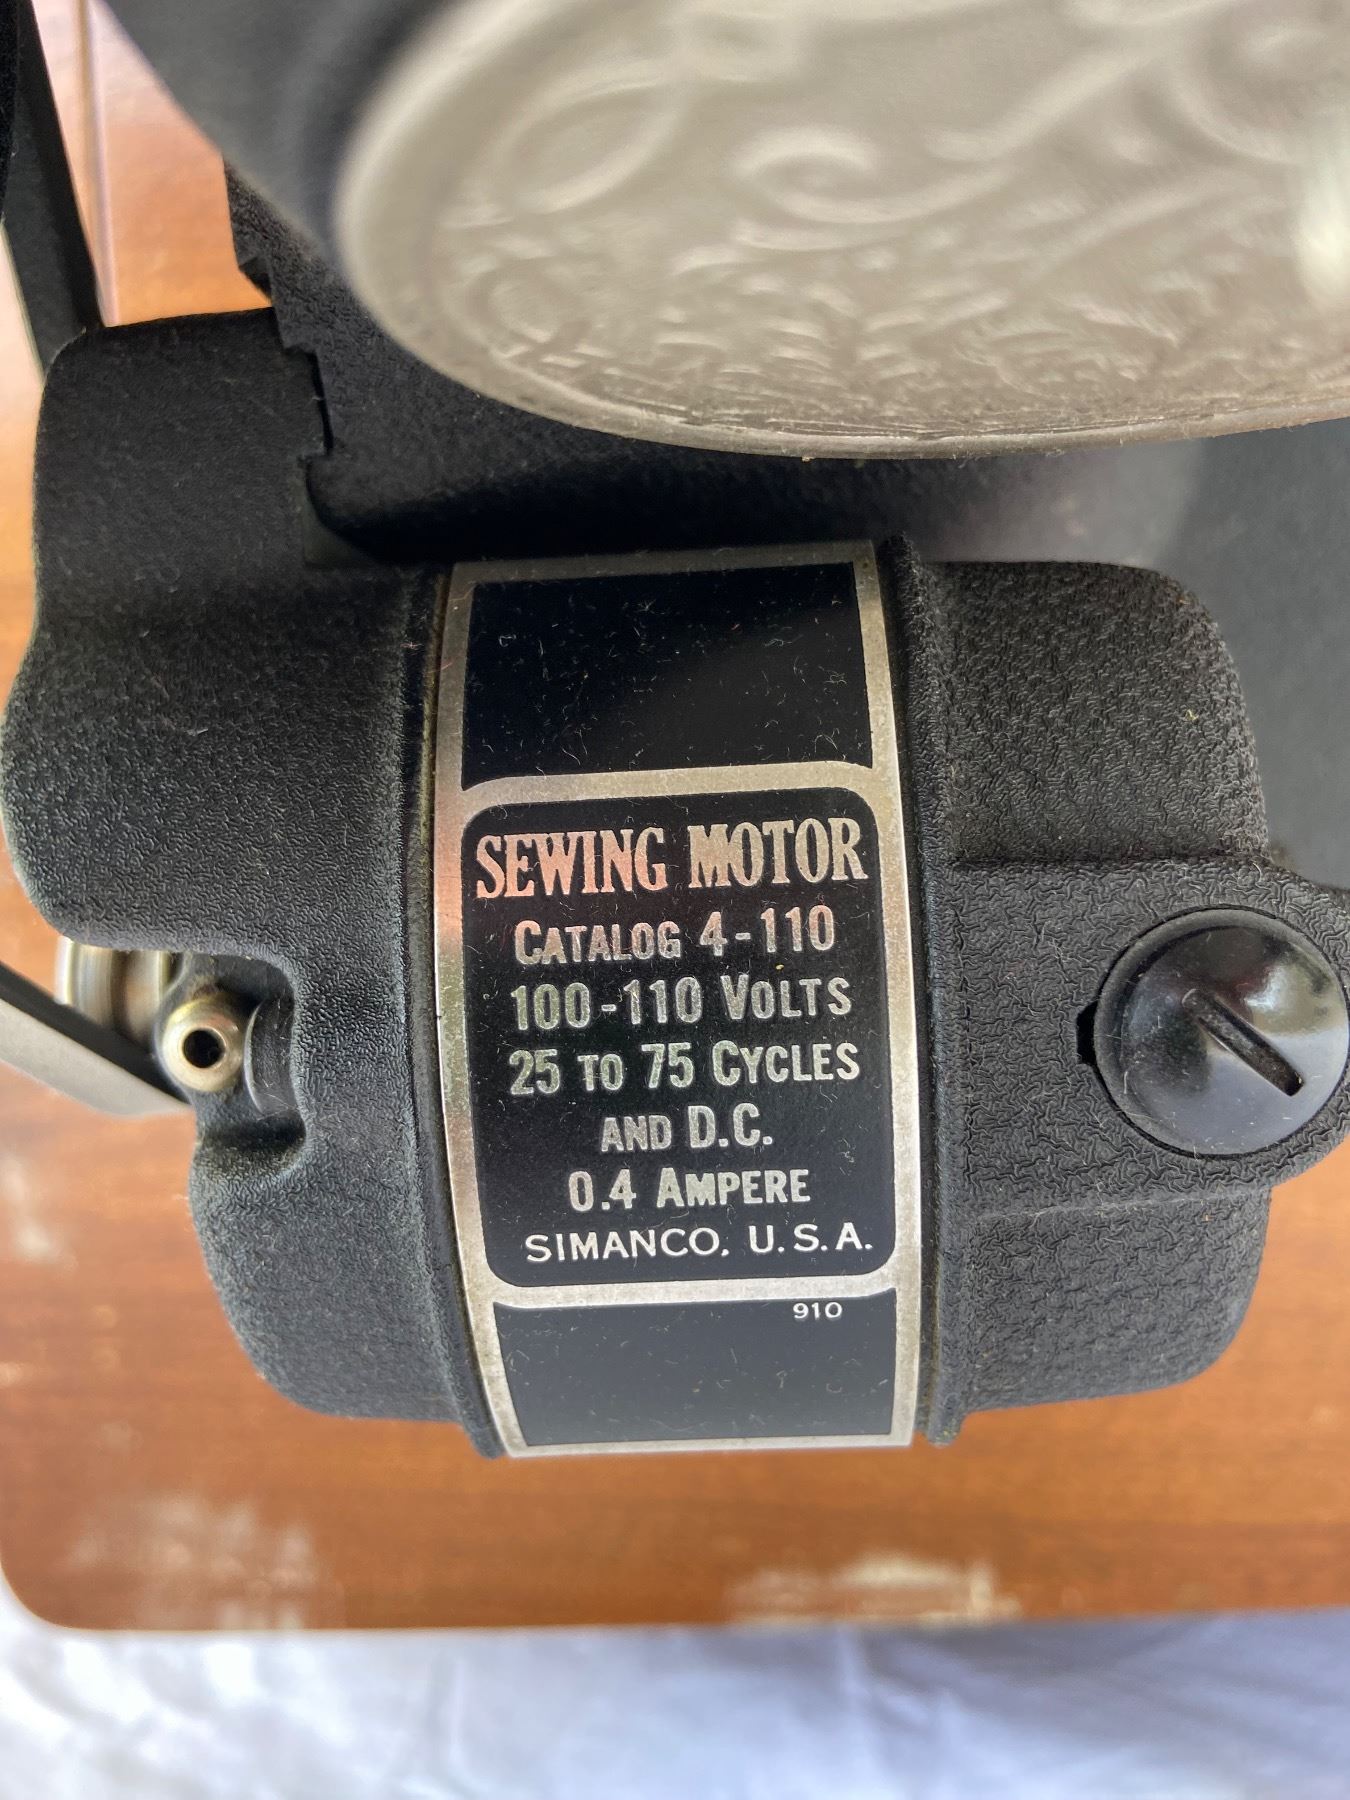 SEWING MOTOR
CATALOG 4-110
100-110 VOLTS
25 TO 75 CYCLES
AND D.C.
0.4 AMPERE
SIMANCO. U.S.A.
910